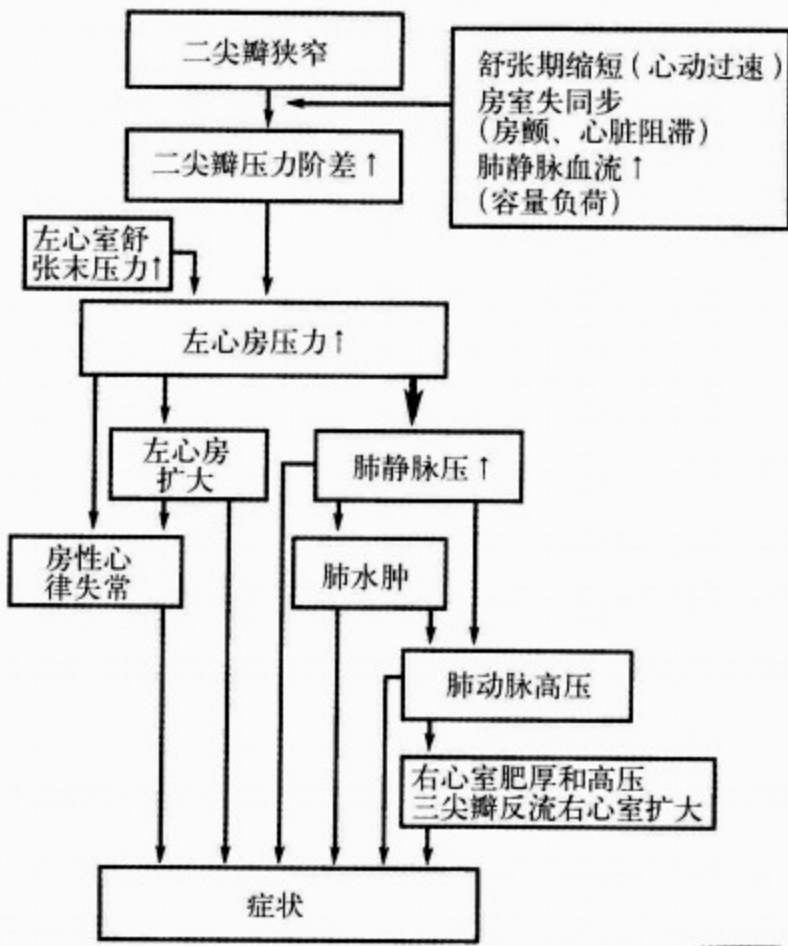 二尖瓣狭窄
舒张期缩短(心动过速)
房室失同步
(房颤、心脏阻滞)
肺静脉血流↑
(容量负荷)
二尖瓣压力阶差↑
左心室舒
张末压力↑
左心房压力↑
左心房
扩大
肺静脉压↑
房性心
律失常
肺水肿
肺动脉高压
右心室肥厚和高压
三尖瓣反流右心室扩大
症状